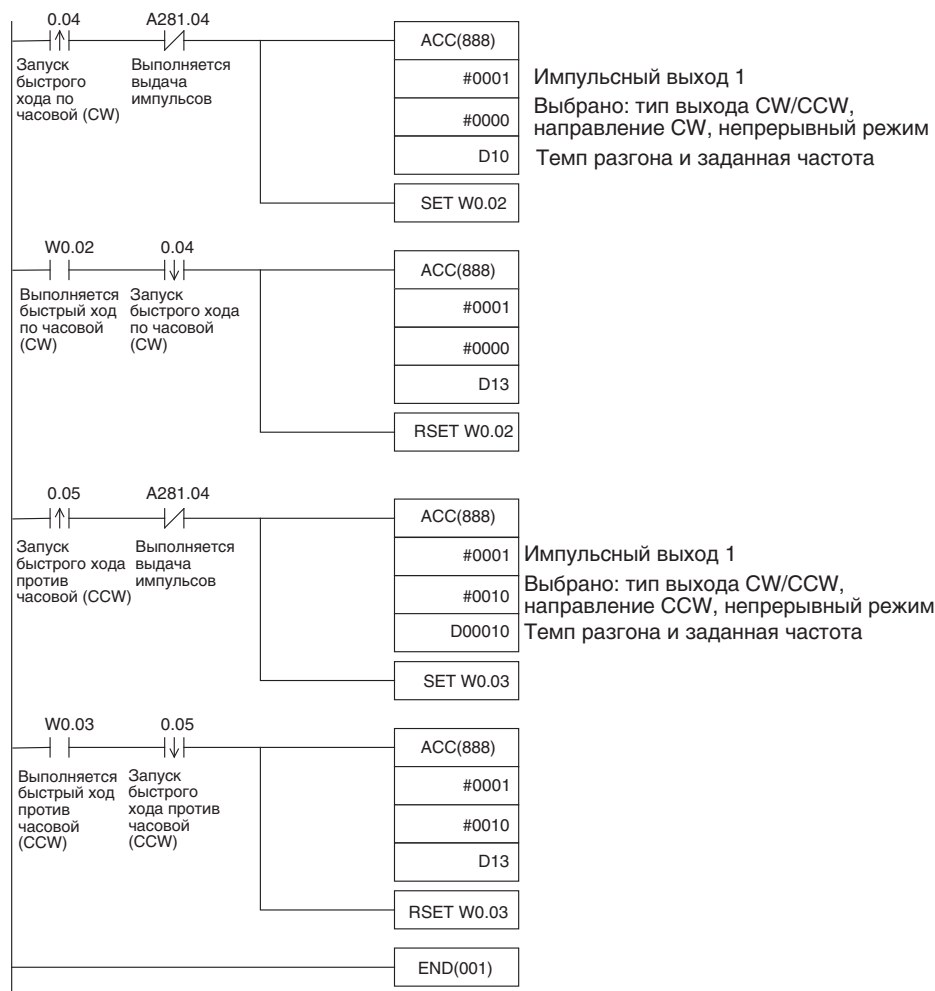 0.04 A281.04
ACC(888)
Запуск
быстрого
хода по
часовой (CW)
Выполняется
выдача
импульсов
#0001 Импульсный выход 1
#0000 Выбрано: тип выхода CW/CCW,
направление CW, непрерывный режим
D10 Темп разгона и заданная частота
SET W0.02
W0.02 0.04
ACC(888)
Выполняется
быстрый ход
по часовой
(CW)
Запуск
быстрого хода
по часовой
(CW)
#0001
#0000
D13
RSET W0.02
0.05 A281.04
ACC(888)
Запуск
быстрого хода
против
часовой (CCW)
Выполняется
выдача
импульсов
#0001 Импульсный выход 1
#0010 Выбрано: тип выхода CW/CCW,
направление CCW, непрерывный режим
D00010 Темп разгона и заданная частота
SET W0.03
W0.03 0.05
ACC(888)
Выполняется
быстрый ход
против
часовой
(CCW)
Запуск
быстрого
хода против
часовой
(CCW)
#0001
#0010
D13
RSET W0.03
END(001)